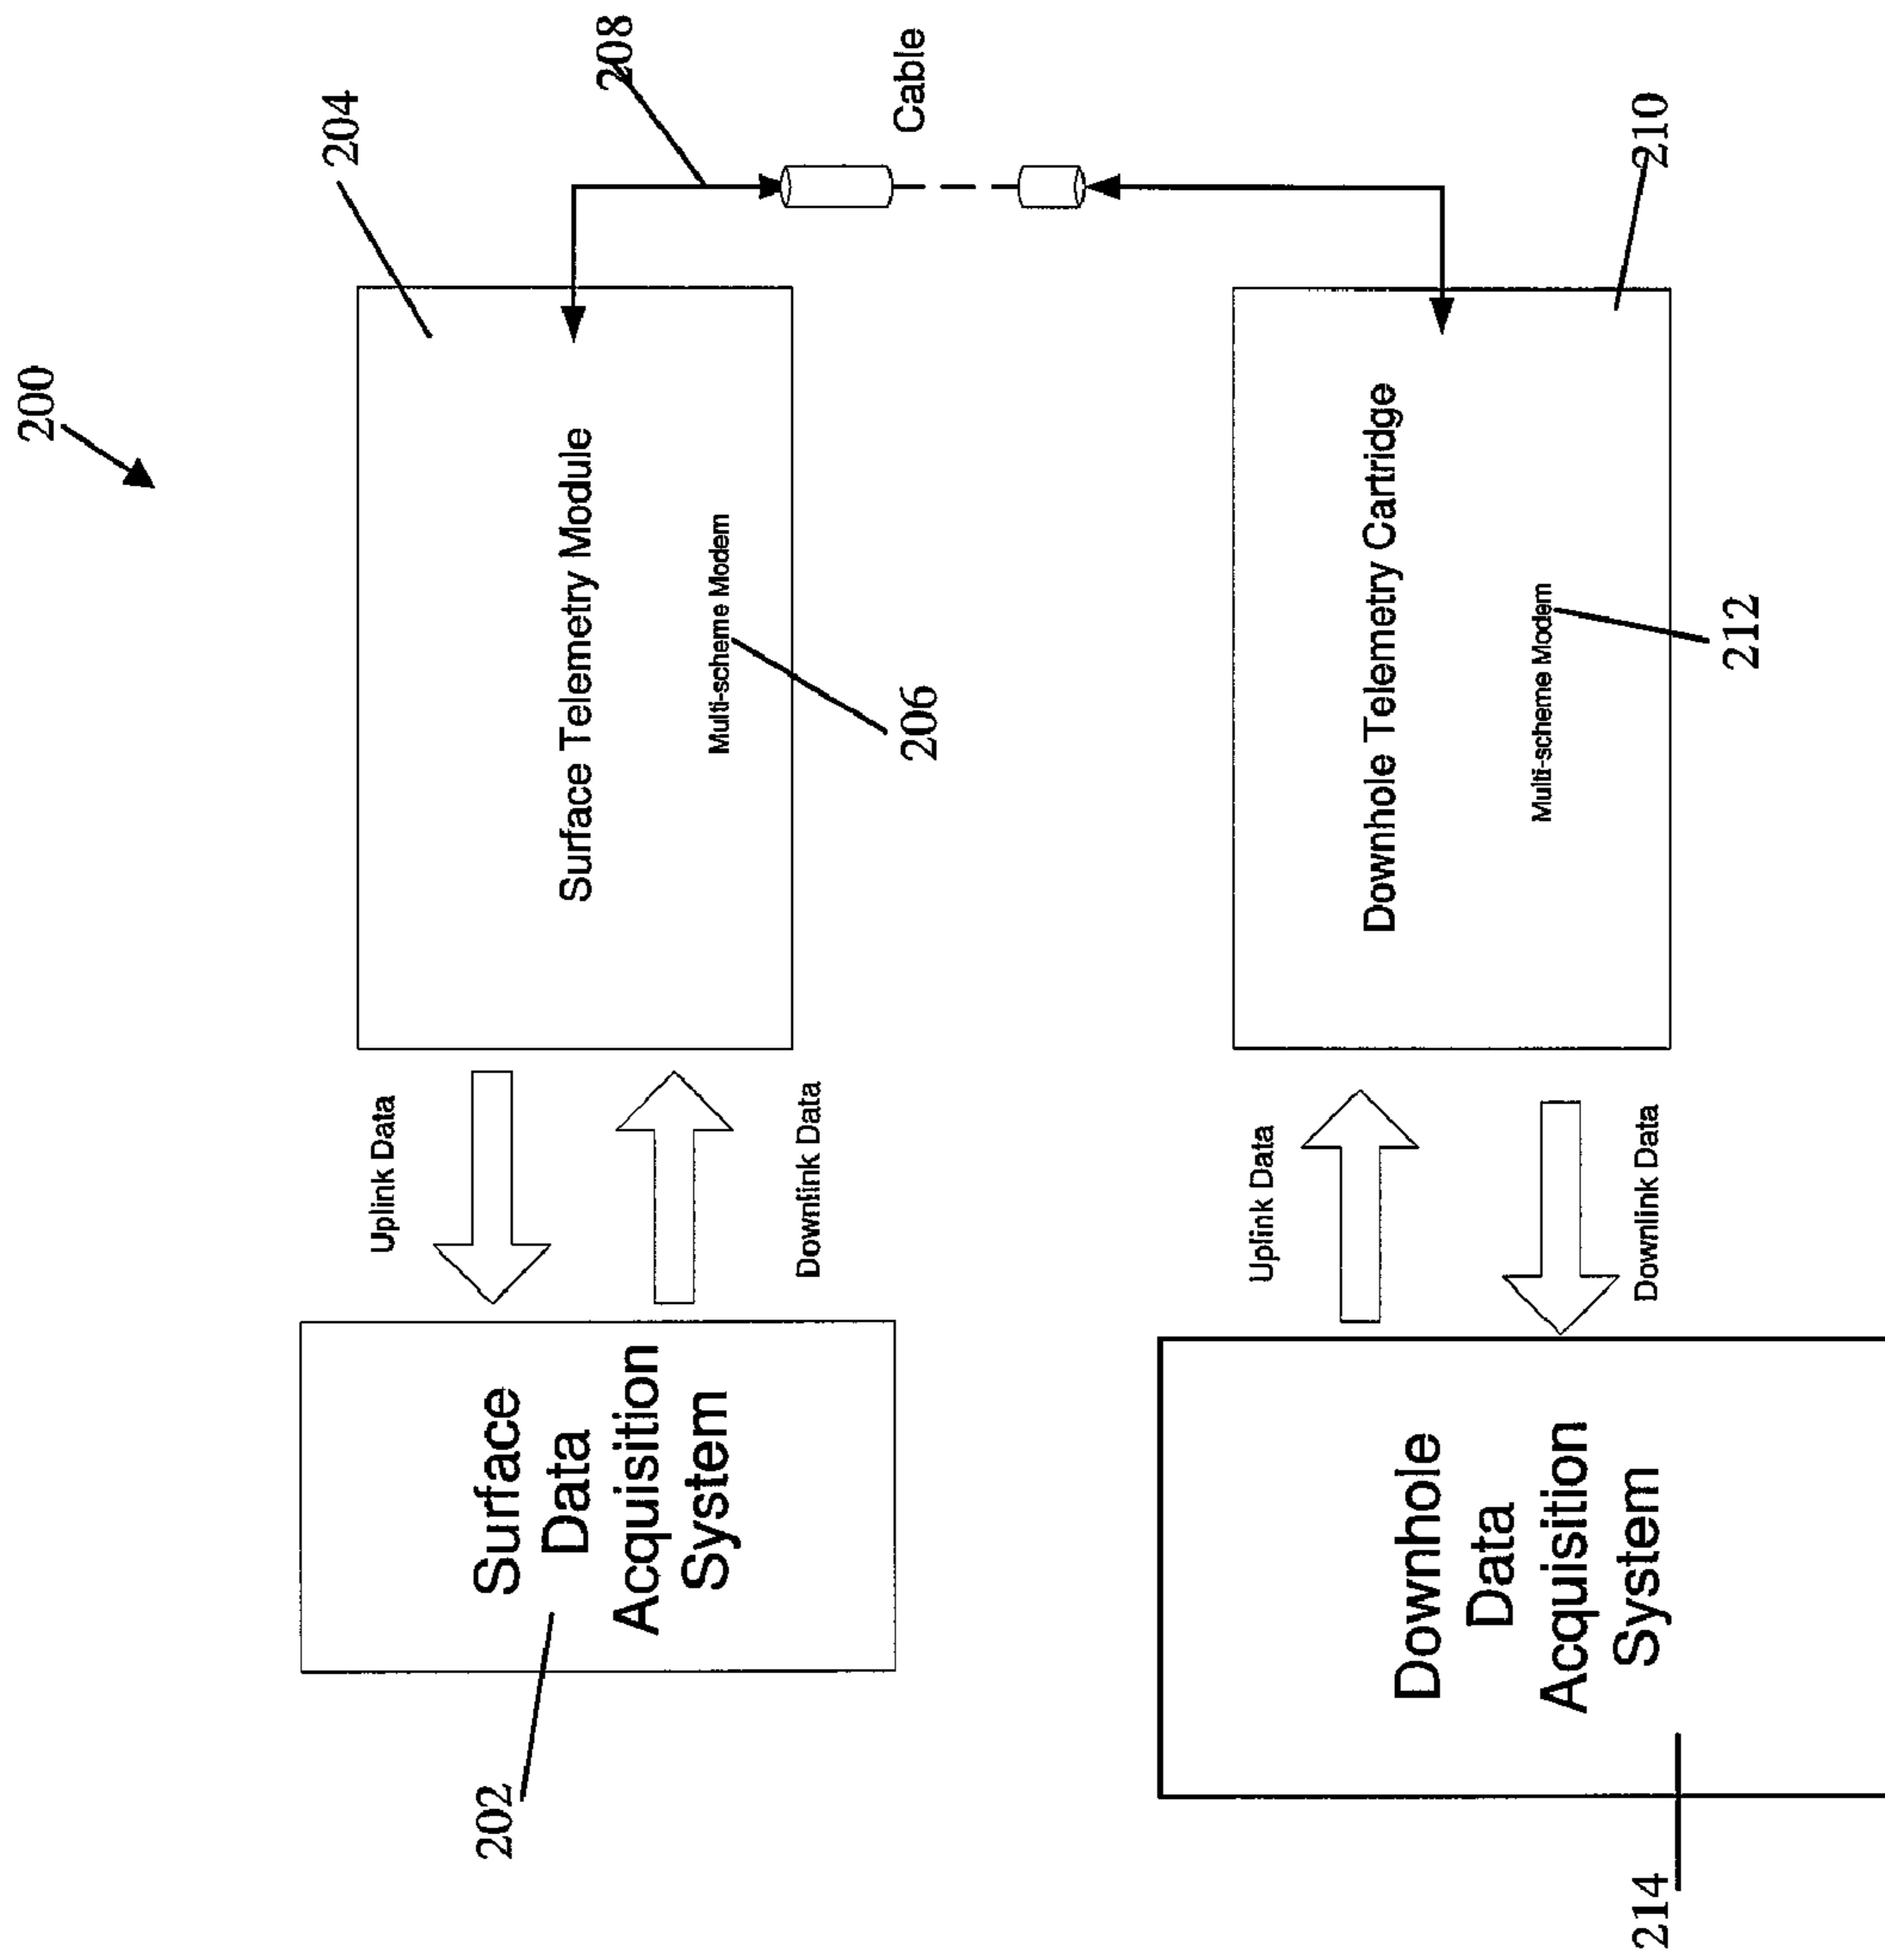 200
204
208
Cable
Surface Telemetry Module
Multi-scheme Modem
206
Uplink Data
Downlink Data
Surface
Data
Acquisition
System
202
210
Downhole Telemetry Cartridge
Multi-scheme Modem
212
Uplink Data
Downlink Data
Downhole
Data
Acquisition
System
214